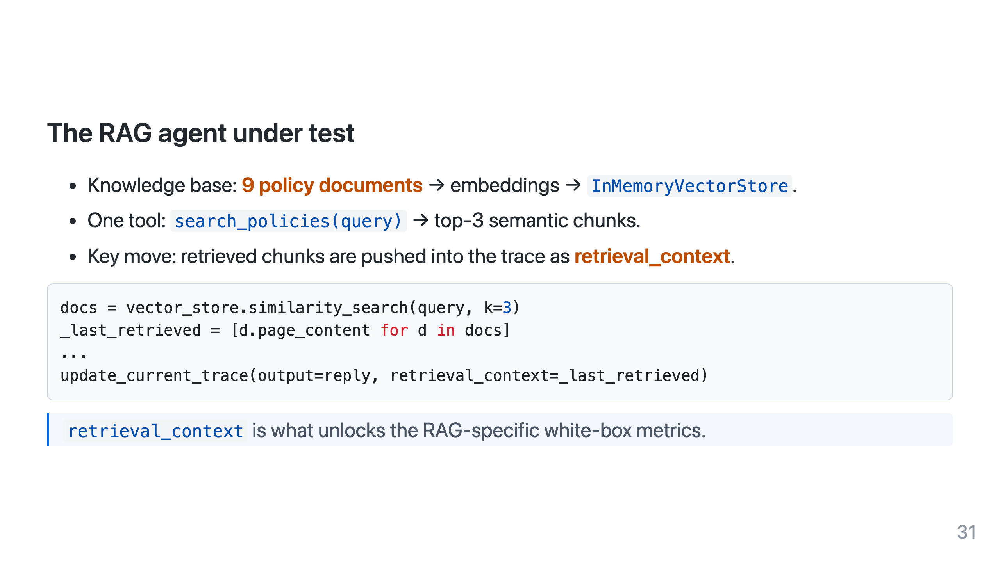 The RAG agent under test
• Knowledge base: 9 policy documents → embeddings → InMemoryVectorStore.
• One tool: search_policies(query) → top-3 semantic chunks.
• Key move: retrieved chunks are pushed into the trace as retrieval_context.
docs = vector_store.similarity_search(query, k=3)
_last_retrieved = [d.page_content for d in docs]
...
update_current_trace(output=reply, retrieval_context=_last_retrieved)
retrieval_context is what unlocks the RAG-specific white-box metrics.
31